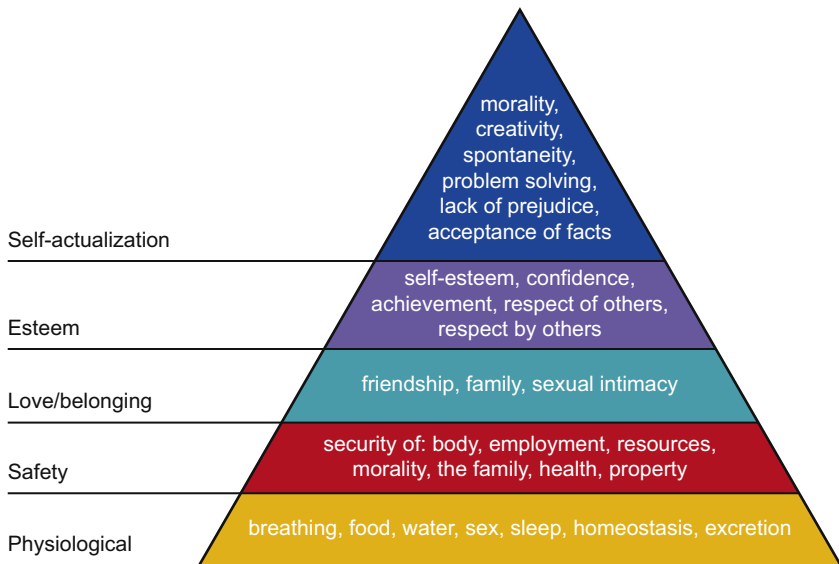 morality,
creativity,
spontaneity,
problem solving,
lack of prejudice,
acceptance of facts
Self-actualization
self-esteem, confidence,
achievement, respect of others,
respect by others
Esteem
friendship, family, sexual intimacy
Love/belonging
security of: body, employment, resources,
morality, the family, health, property
Safety
breathing, food, water, sex, sleep, homeostasis, excretion
Physiological